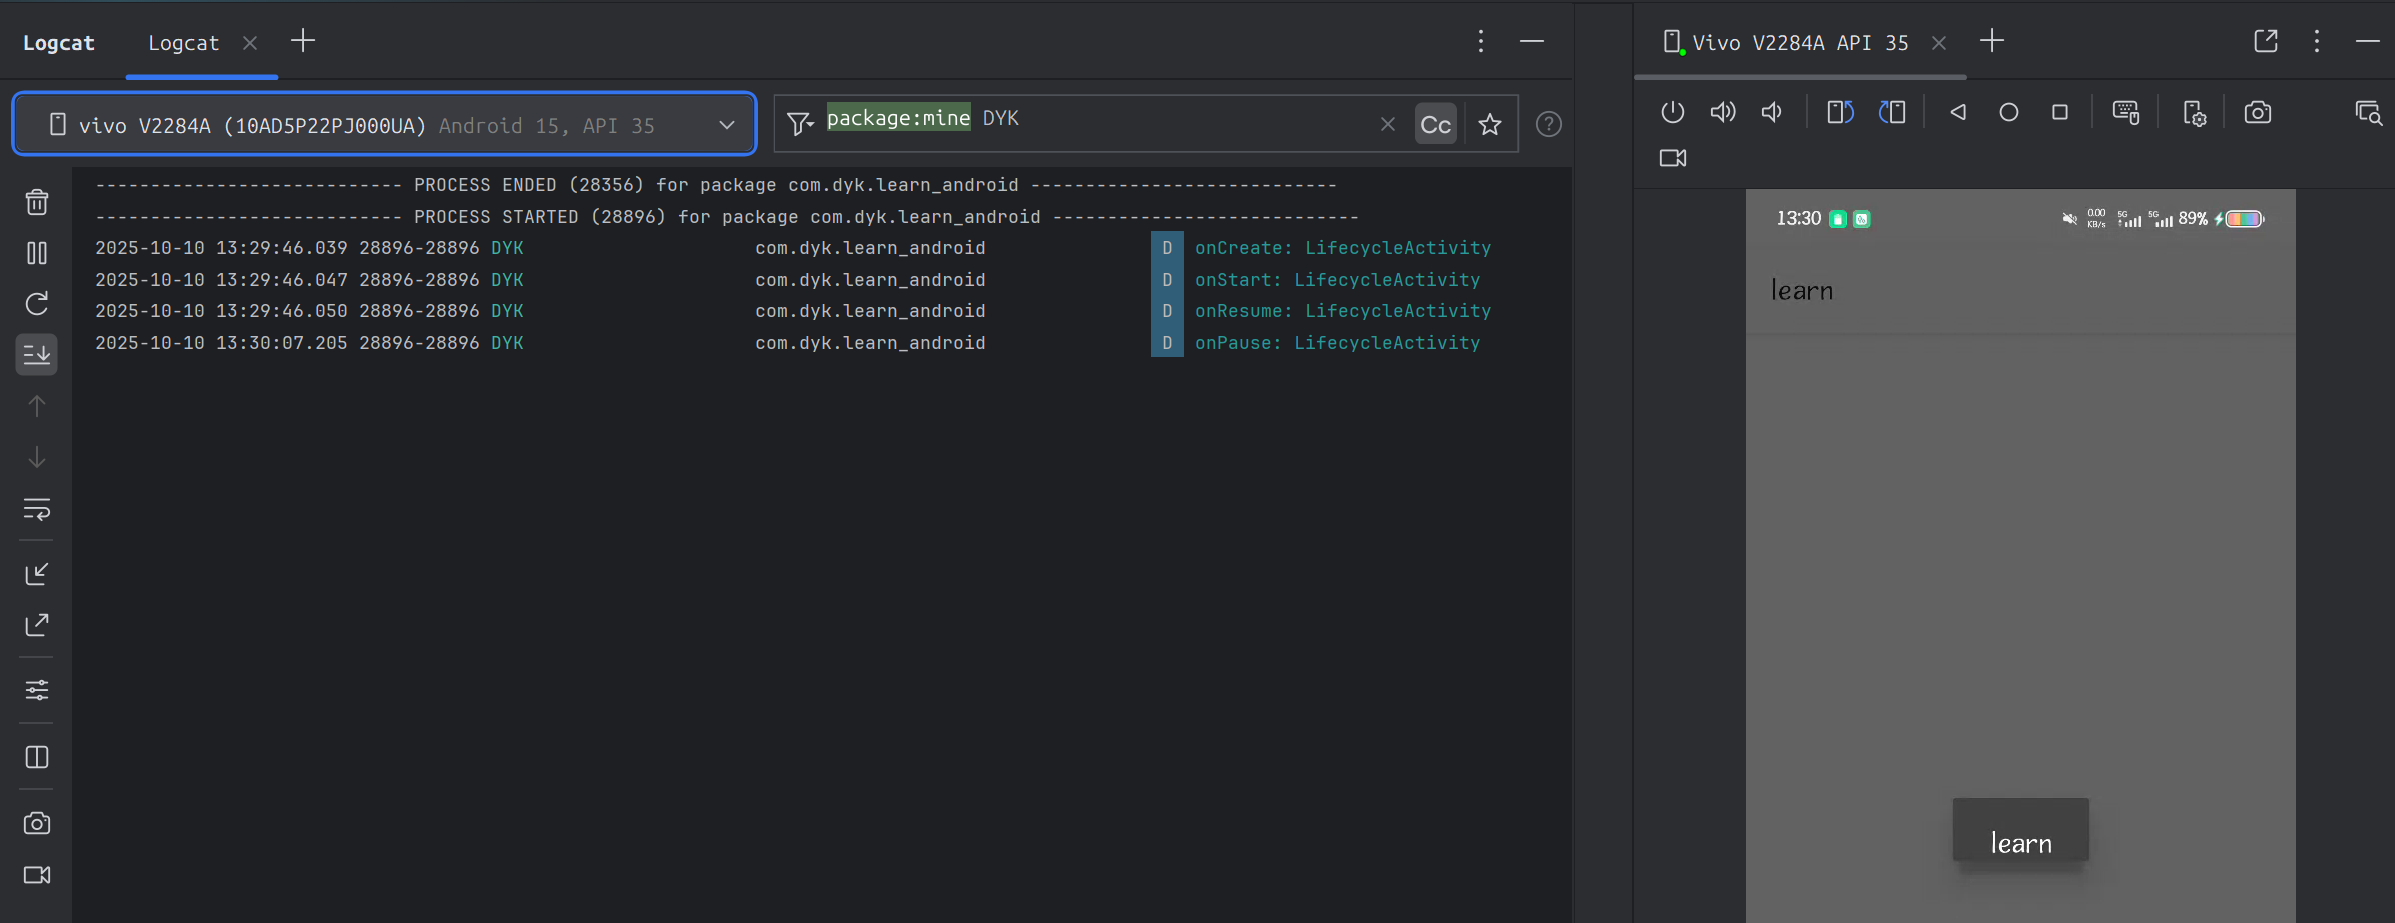 Logcat Logcat
vivo V2284A (10AD5P22PJ000UA) Android 15, API 35
package:mine DYK Cc
---------------------------- PROCESS ENDED (28356) for package com.dyk.learn_android ----------------------------
---------------------------- PROCESS STARTED (28896) for package com.dyk.learn_android ----------------------------
2025-10-10 13:29:46.039 28896-28896 DYK com.dyk.learn_android D onCreate: LifecycleActivity
2025-10-10 13:29:46.047 28896-28896 DYK com.dyk.learn_android D onStart: LifecycleActivity
2025-10-10 13:29:46.050 28896-28896 DYK com.dyk.learn_android D onResume: LifecycleActivity
2025-10-10 13:30:07.205 28896-28896 DYK com.dyk.learn_android D onPause: LifecycleActivity
Vivo V2284A API 35
13:30 0.00 KB/s 5G 5G 89%
learn
learn